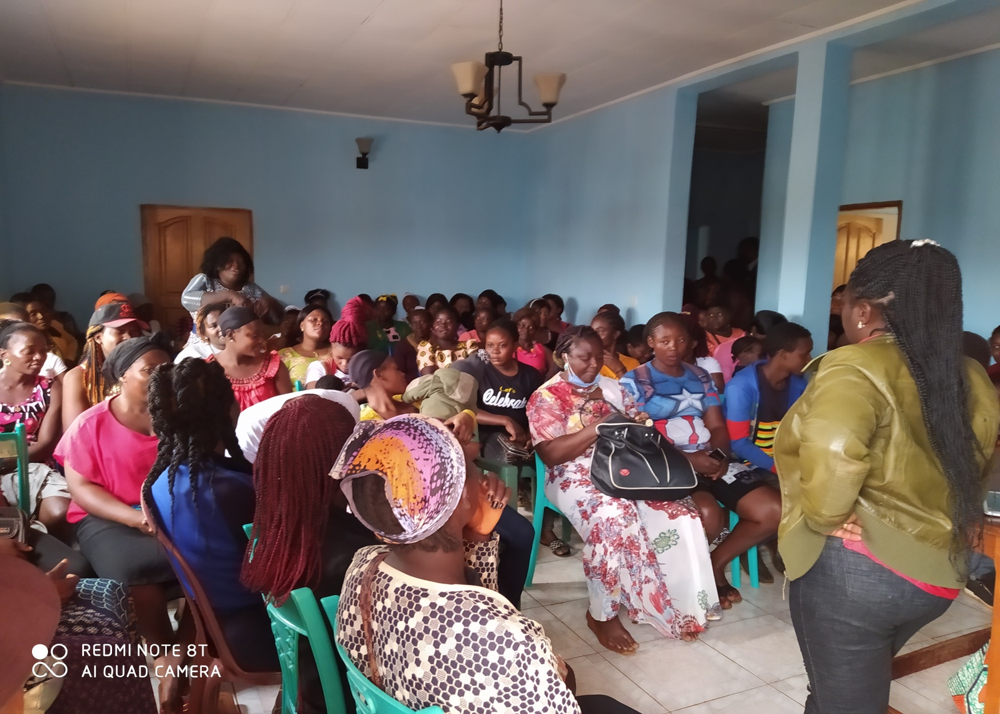 Let's
Celebrate
REDMI NOTE 8T
AI QUAD CAMERA